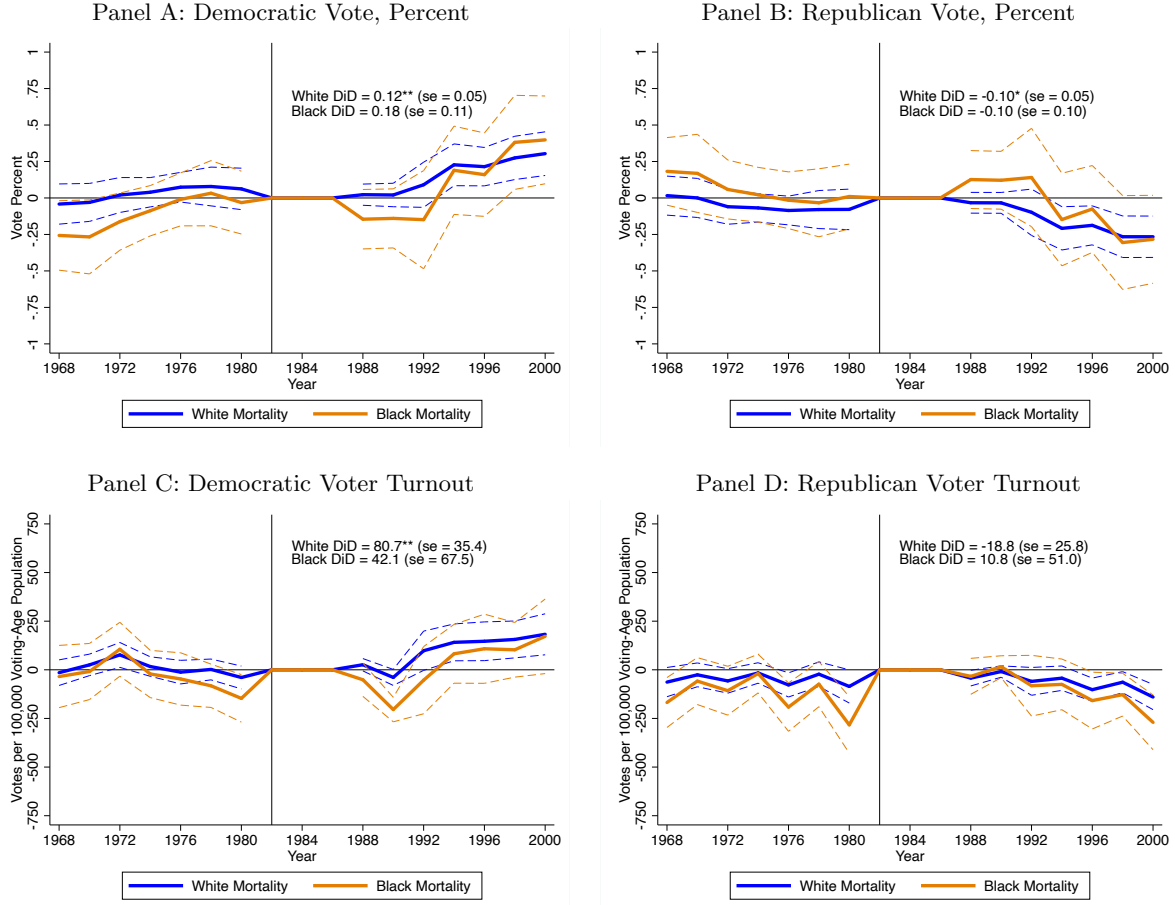 Panel A: Democratic Vote, Percent
Vote Percent
1
.75
.5
.25
0
-.25
-.5
-.75
-1
White DiD = 0.12** (se = 0.05)
Black DiD = 0.18 (se = 0.11)
1968 1972 1976 1980 1984 1988 1992 1996 2000
Year
White Mortality Black Mortality
Panel B: Republican Vote, Percent
Vote Percent
1
.75
.5
.25
0
-.25
-.5
-.75
-1
White DiD = -0.10* (se = 0.05)
Black DiD = -0.10 (se = 0.10)
1968 1972 1976 1980 1984 1988 1992 1996 2000
Year
White Mortality Black Mortality
Panel C: Democratic Voter Turnout
Votes per 100,000 Voting-Age Population
750
500
250
0
-250
-500
-750
White DiD = 80.7** (se = 35.4)
Black DiD = 42.1 (se = 67.5)
1968 1972 1976 1980 1984 1988 1992 1996 2000
Year
White Mortality Black Mortality
Panel D: Republican Voter Turnout
Votes per 100,000 Voting-Age Population
750
500
250
0
-250
-500
-750
White DiD = -18.8 (se = 25.8)
Black DiD = 10.8 (se = 51.0)
1968 1972 1976 1980 1984 1988 1992 1996 2000
Year
White Mortality Black Mortality